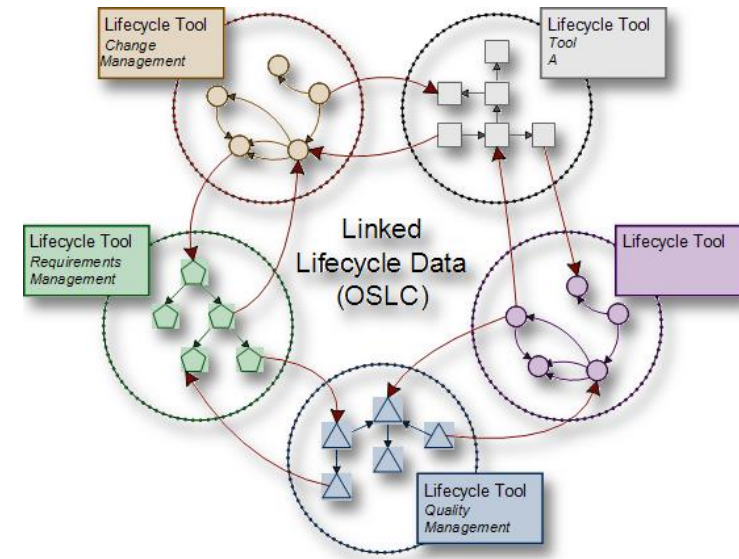 Lifecycle Tool
Change
Management
Lifecycle Tool
Tool
A
Linked
Lifecycle Data
(OSLC)
Lifecycle Tool
Requirements
Management
Lifecycle Tool
Lifecycle Tool
Quality
Management